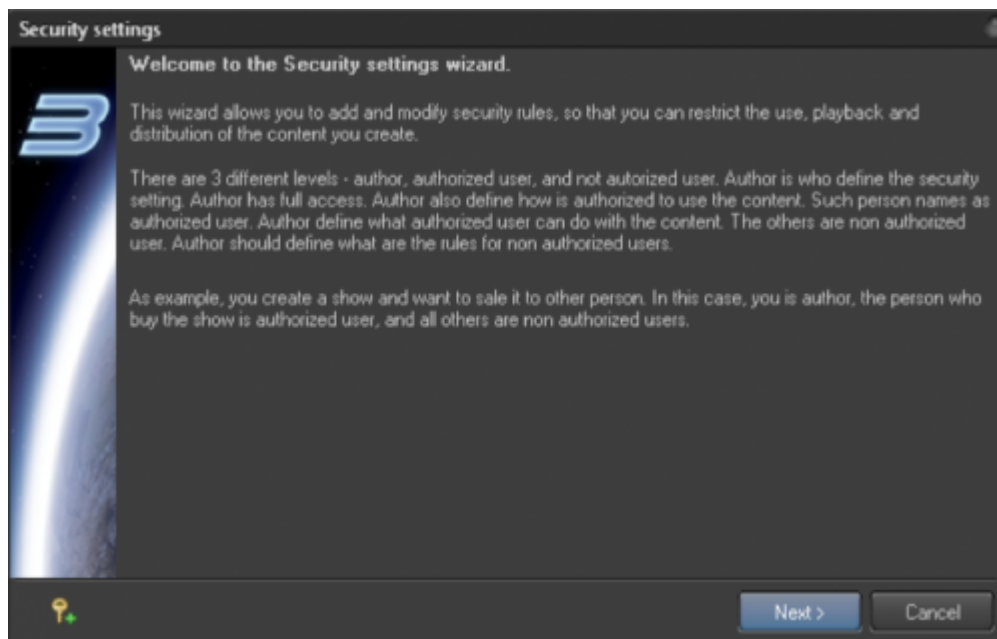 Security settings
Welcome to the Security settings wizard.
This wizard allows you to add and modify security rules, so that you can restrict the use, playback and
distribution of the content you create.
There are 3 different levels - author, authorized user, and not autorized user. Author is who define the security
setting. Author has full access. Author also define how is authorized to use the content. Such person names as
authorized user. Author define what authorized user can do with the content. The others are non authorized
user. Author should define what are the rules for non authorized users.
As example, you create a show and want to sale it to other person. In this case, you is author, the person who
buy the show is authorized user, and all others are non authorized users.
3
Next >
Cancel